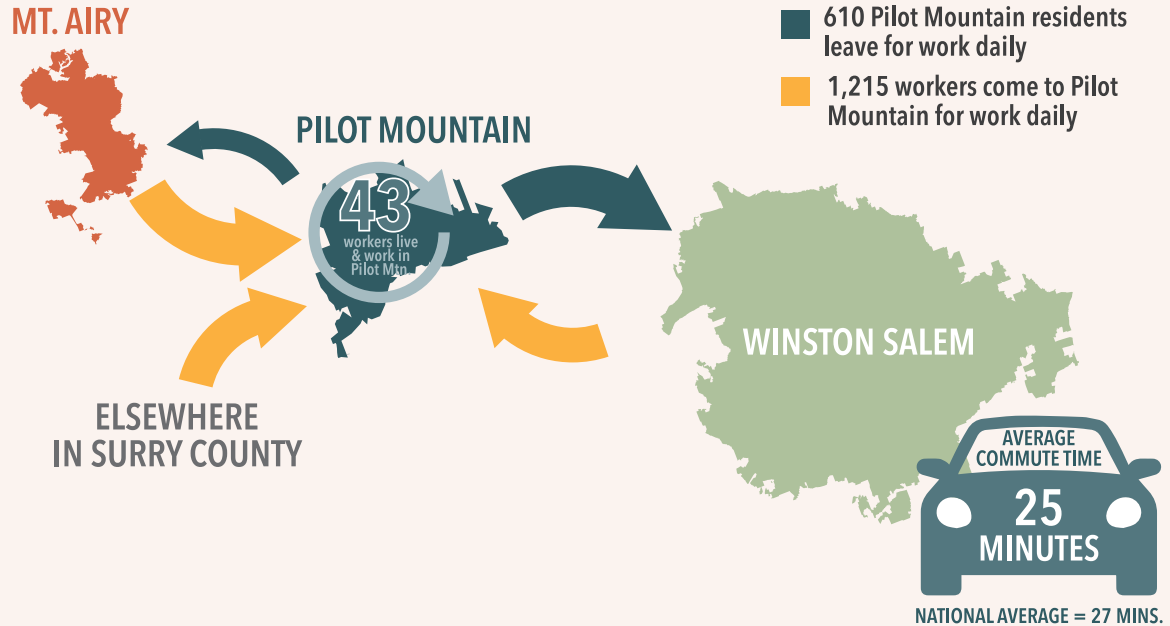 MT. AIRY
610 Pilot Mountain residents
leave for work daily
1,215 workers come to Pilot
Mountain for work daily
PILOT MOUNTAIN
43
workers live
& work in
Pilot Mtn.
WINSTON SALEM
ELSEWHERE
IN SURRY COUNTY
AVERAGE
COMMUTE TIME
25
MINUTES
NATIONAL AVERAGE = 27 MINS.